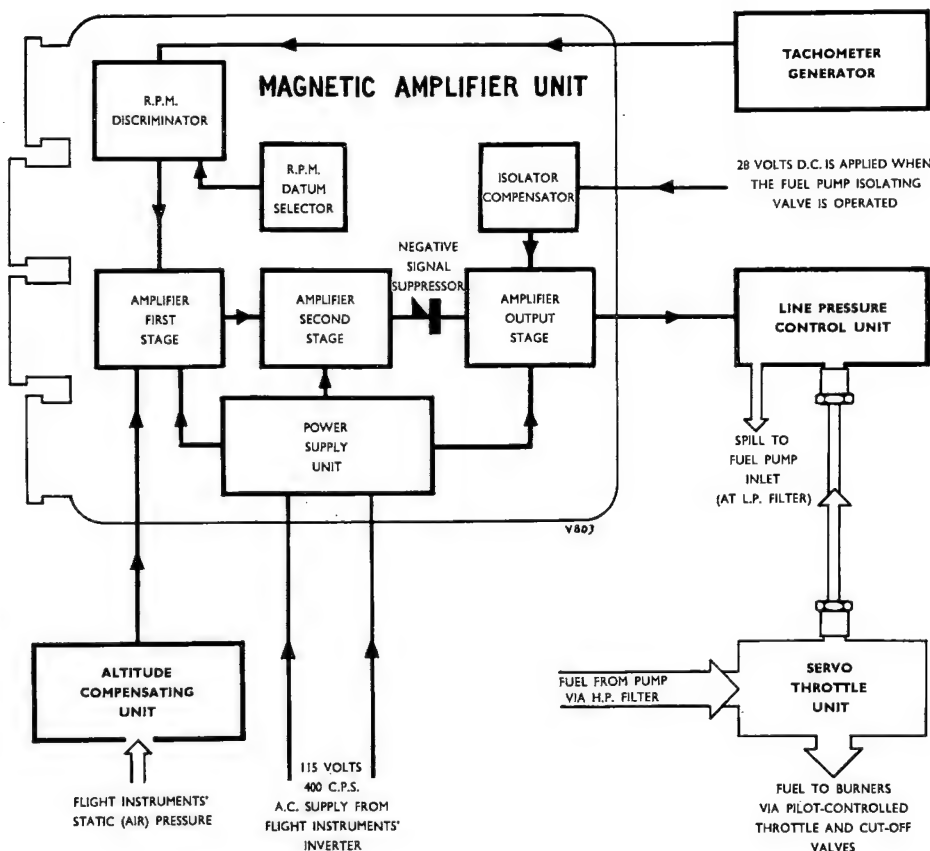 TACHOMETER
GENERATOR
MAGNETIC AMPLIFIER UNIT
R.P.M.
DISCRIMINATOR
R.P.M.
DATUM
SELECTOR
ISOLATOR
COMPENSATOR
28 VOLTS D.C. IS APPLIED WHEN
THE FUEL PUMP ISOLATING
VALVE IS OPERATED
NEGATIVE
SIGNAL
SUPPRESSOR
AMPLIFIER
FIRST
STAGE
AMPLIFIER
SECOND
STAGE
AMPLIFIER
OUTPUT
STAGE
LINE PRESSURE
CONTROL UNIT
POWER
SUPPLY
UNIT
SPILL TO
FUEL PUMP
INLET
(AT L.P. FILTER)
V803
ALTITUDE
COMPENSATING
UNIT
FUEL FROM PUMP
VIA H.P. FILTER
SERVO
THROTTLE
UNIT
FLIGHT INSTRUMENTS'
STATIC (AIR) PRESSURE
115 VOLTS
400 C.P.S.
A.C. SUPPLY FROM
FLIGHT INSTRUMENTS'
INVERTER
FUEL TO BURNERS
VIA PILOT-CONTROLLED
THROTTLE AND CUT-OFF
VALVES